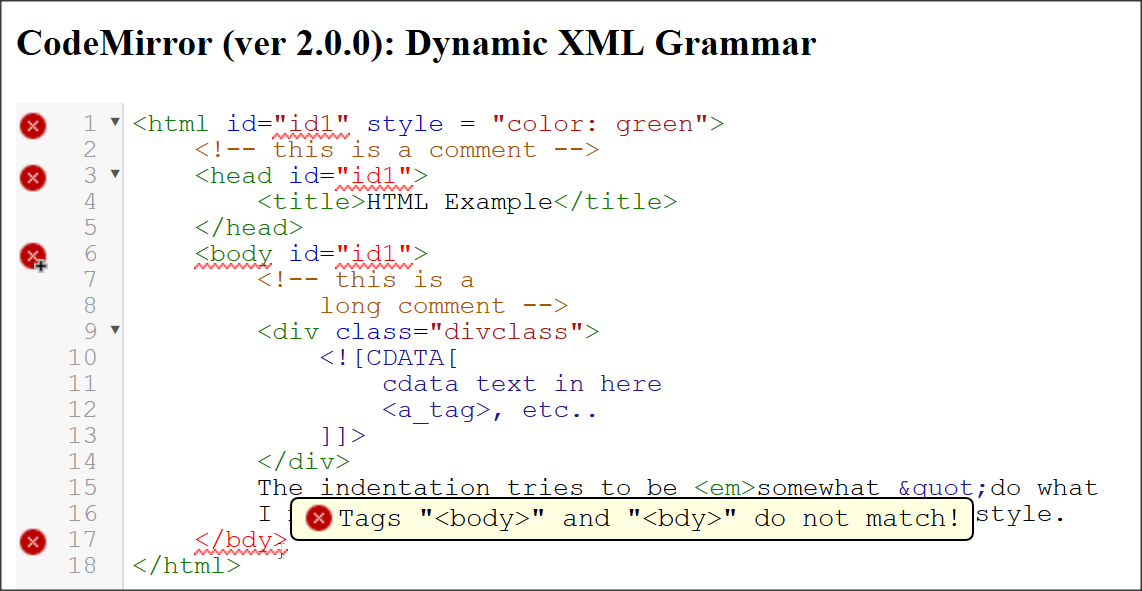 CodeMirror (ver 2.0.0): Dynamic XML Grammar
1 <html id="id1" style = "color: green">
2 <!-- this is a comment -->
3 <head id="id1">
4 <title>HTML Example</title>
5 </head>
6 <body id="id1">
7 <!-- this is a
8 long comment -->
9 <div class="divclass">
10 <![CDATA[
11 cdata text in here
12 <a_tag>, etc..
13 ]]>
14 </div>
15 The indentation tries to be <em>somewhat &quot;do what
16 I style.
Tags "<body>" and "<bdy>" do not match!
17 </bdy>
18 </html>